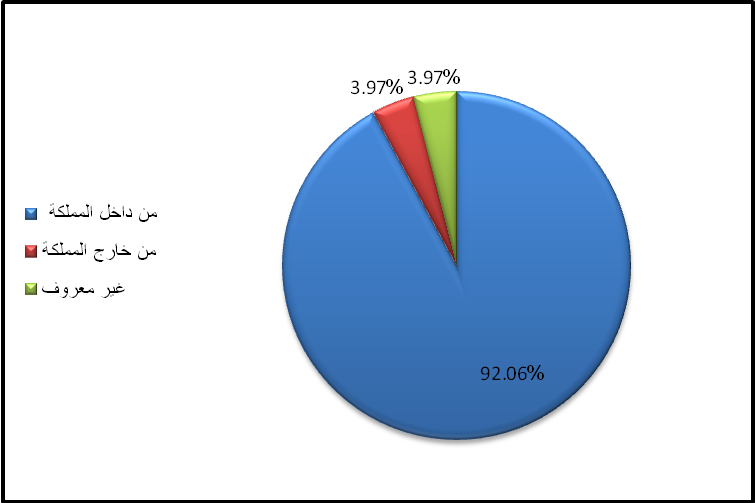 3.97%
3.97%
من داخل المملكة
من خارج المملكة
غير معروف
92.06%